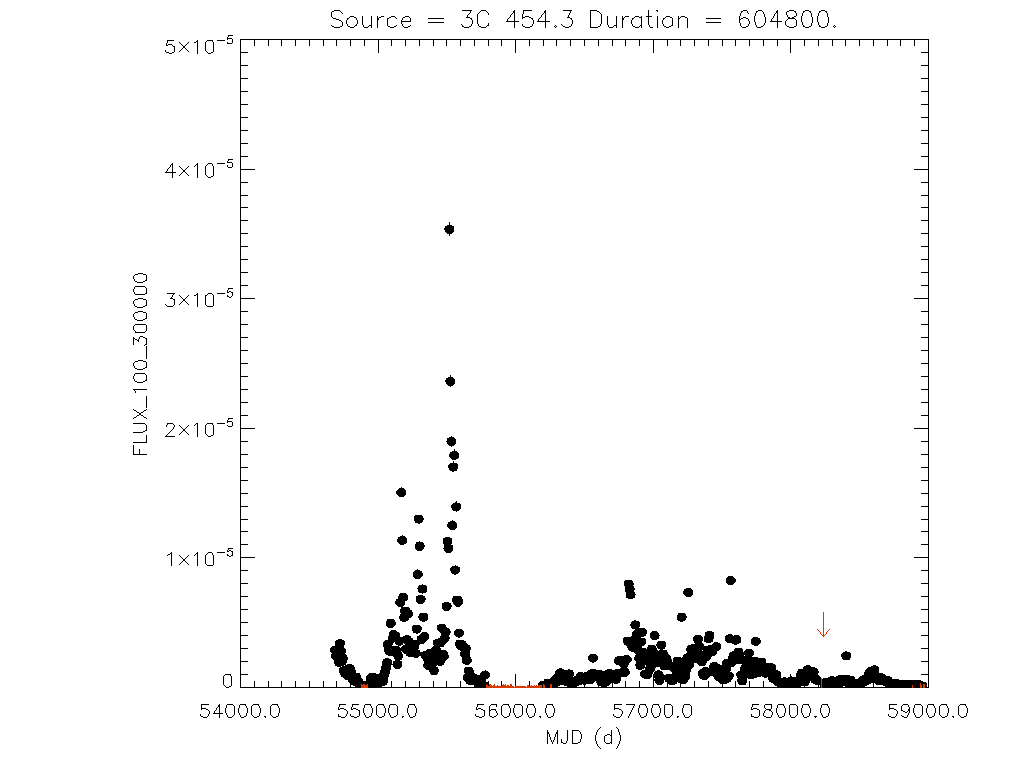 Source = 3C 454.3 Duration = 604800.
5×10⁻⁵
4×10⁻⁵
3×10⁻⁵
2×10⁻⁵
1×10⁻⁵
0
FLUX_100_300000
54000.0 55000.0 56000.0 57000.0 58000.0 59000.0
MJD (d)